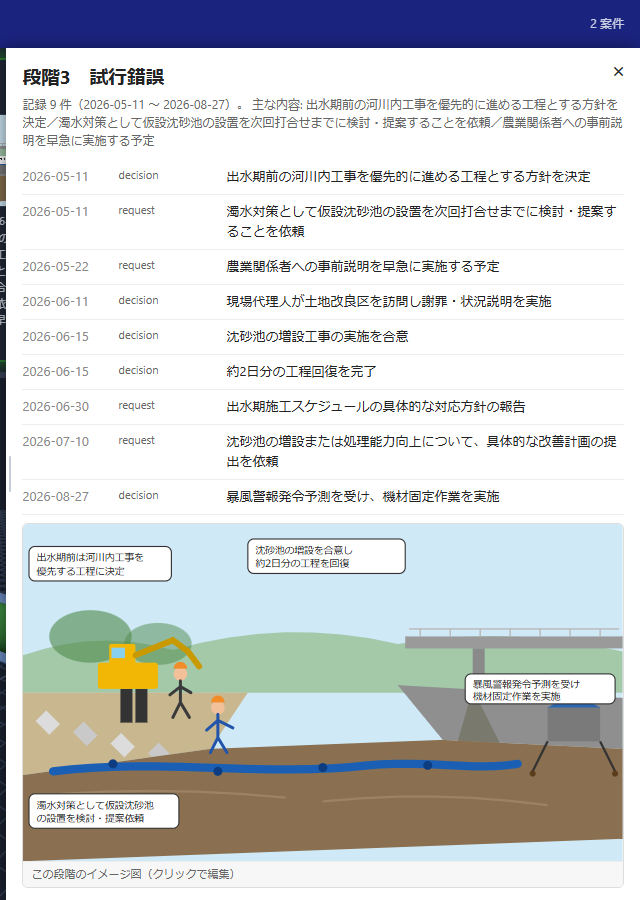 2 案件
段階3　試行錯誤
×
記録 9 件（2026-05-11 ～ 2026-08-27）。 主な内容: 出水期前の河川内工事を優先的に進める工程とする方針を
決定／濁水対策として仮設沈砂池の設置を次回打合せまでに検討・提案することを依頼／農業関係者への事前説
明を早急に実施する予定
2026-05-11 decision 出水期前の河川内工事を優先的に進める工程とする方針を決定
2026-05-11 request 濁水対策として仮設沈砂池の設置を次回打合せまでに検討・提案す
ることを依頼
2026-05-22 request 農業関係者への事前説明を早急に実施する予定
2026-06-11 decision 現場代理人が土地改良区を訪問し謝罪・状況説明を実施
2026-06-15 decision 沈砂池の増設工事の実施を合意
2026-06-15 decision 約2日分の工程回復を完了
2026-06-30 request 出水期施工スケジュールの具体的な対応方針の報告
2026-07-10 request 沈砂池の増設または処理能力向上について、具体的な改善計画の提
出を依頼
2026-08-27 decision 暴風警報発令予測を受け、機材固定作業を実施
出水期前は河川内工事を
優先する工程に決定
沈砂池の増設を合意し
約2日分の工程を回復
暴風警報発令予測を受け
機材固定作業を実施
濁水対策として仮設沈砂池
の設置を検討・提案依頼
この段階のイメージ図（クリックで編集）